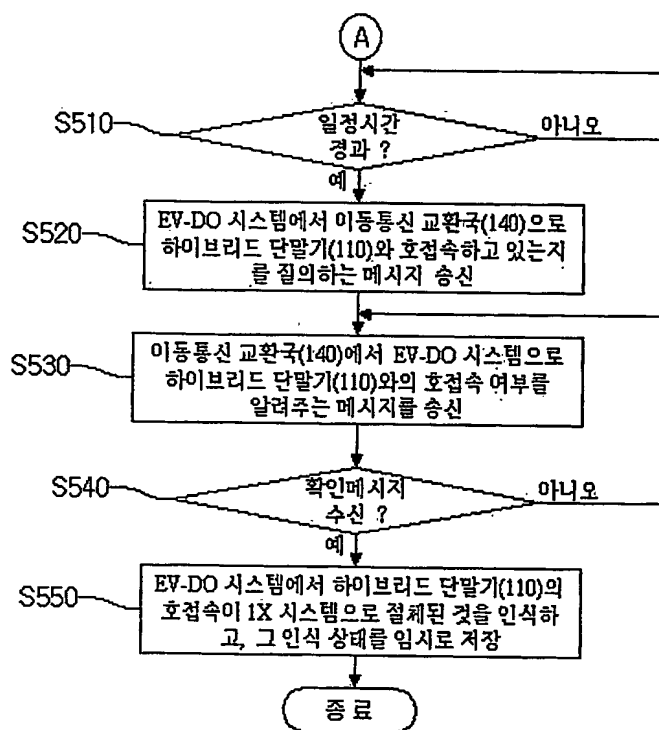 A
S510
일정시간
경과 ?
아니오
예
S520
EV-DO 시스템에서 이동통신 교환국(140)으로
하이브리드 단말기(110)와 호접속하고 있는지
를 질의하는 메시지 송신
S530
이동통신 교환국(140)에서 EV-DO 시스템으로
하이브리드 단말기(110)와의 호접속 여부를
알려주는 메시지를 송신
S540
확인메시지
수신 ?
아니오
예
S550
EV-DO 시스템에서 하이브리드 단말기(110)의
호접속이 1X 시스템으로 절체된 것을 인식하
고, 그 인식 상태를 임시로 저장
종 료